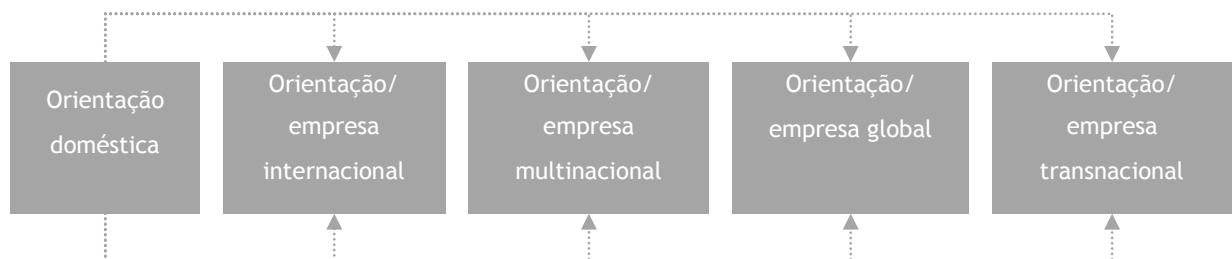 Orientação
doméstica
Orientação/
empresa
internacional
Orientação/
empresa
multinacional
Orientação/
empresa global
Orientação/
empresa
transnacional